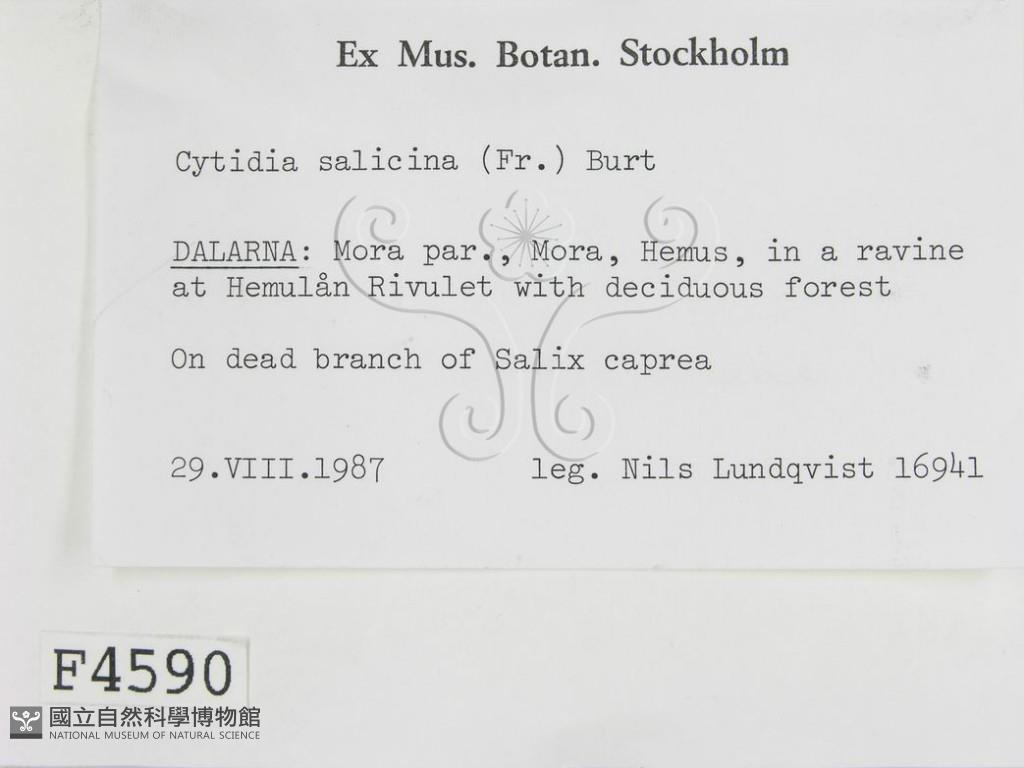 Ex Mus. Botan. Stockholm
Cytidia salicina (Fr.) Burt
DALARNA: Mora par., Mora, Hemus, in a ravine
at Hemulån Rivulet with deciduous forest
On dead branch of Salix caprea
29.VIII.1987 leg. Nils Lundqvist 16941
F4590
國立自然科學博物館
NATIONAL MUSEUM OF NATURAL SCIENCE